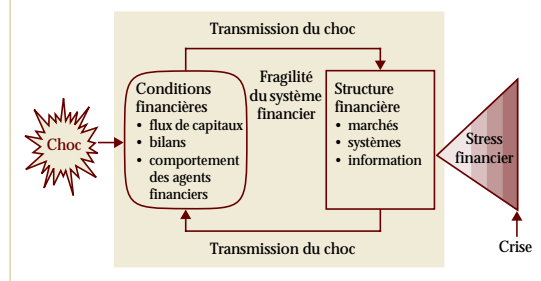 Transmission du choc
Choc
Conditions
financières
• flux de capitaux
• bilans
• comportement
des agents
financiers
Fragilité
du système
financier
Structure
financière
• marchés
• systèmes
• information
Stress
financier
Transmission du choc
Crise